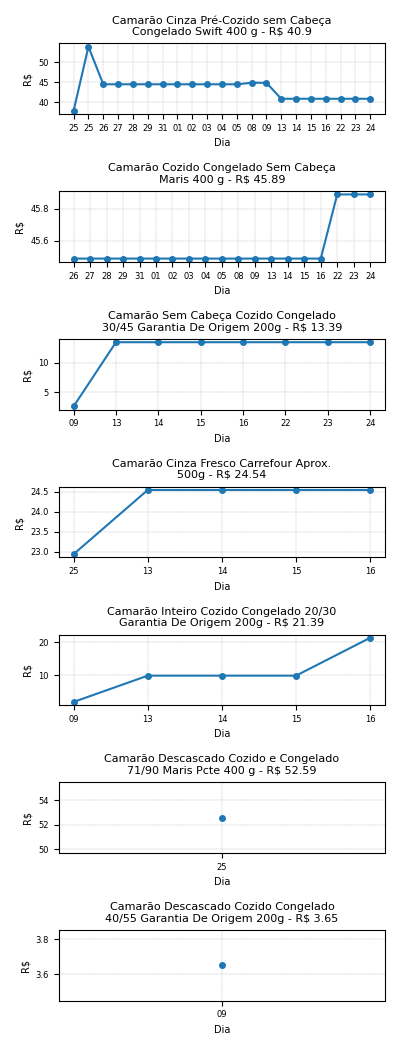 Camarão Cinza Pré-Cozido sem Cabeça
Congelado Swift 400 g - R$ 40.9
50
45
40
R$
25 25 26 27 28 29 31 01 02 03 04 05 08 09 13 14 15 16 22 23 24
Dia
Camarão Cozido Congelado Sem Cabeça
Maris 400 g - R$ 45.89
45.8
45.6
R$
26 27 28 29 31 01 02 03 04 05 08 09 13 14 15 16 22 23 24
Dia
Camarão Sem Cabeça Cozido Congelado
30/45 Garantia De Origem 200g - R$ 13.39
10
5
R$
09 13 14 15 16 22 23 24
Dia
Camarão Cinza Fresco Carrefour Aprox.
500g - R$ 24.54
24.5
24.0
23.5
23.0
R$
25 13 14 15 16
Dia
Camarão Inteiro Cozido Congelado 20/30
Garantia De Origem 200g - R$ 21.39
20
10
R$
09 13 14 15 16
Dia
Camarão Descascado Cozido e Congelado
71/90 Maris Pcte 400 g - R$ 52.59
54
52
50
R$
25
Dia
Camarão Descascado Cozido Congelado
40/55 Garantia De Origem 200g - R$ 3.65
3.8
3.6
R$
09
Dia